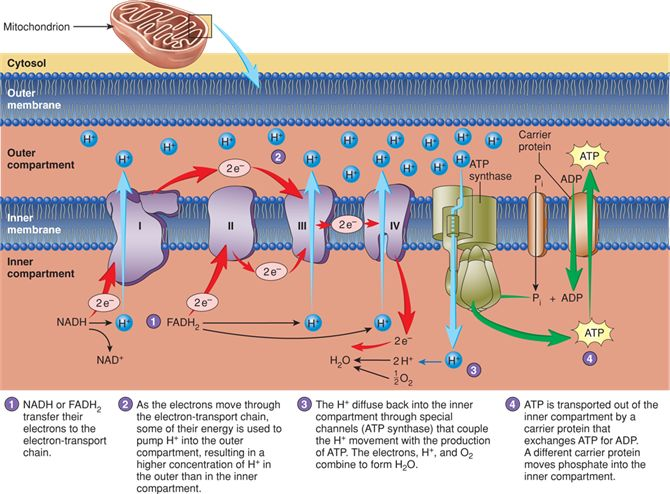 Mitochondrion
Cytosol
Outer
membrane
H⁺ H⁺ H⁺ H⁺ H⁺ H⁺ H⁺ H⁺
2
Carrier
protein
ATP
Outer
compartment
H⁺ H⁺ H⁺ H⁺ H⁺ H⁺ H⁺
ATP
synthase
2 e⁻
Pᵢ
ADP
Inner
membrane
I
II
III
2 e⁻
IV
Inner
compartment
2 e⁻
2 e⁻
2 e⁻
Pᵢ + ADP
NADH
H⁺
1
FADH₂
H⁺
H⁺
ATP
2 e⁻
NAD⁺
H₂O
2 H⁺
H⁺
3
4
½ O₂
1 NADH or FADH₂
transfer their
electrons to the
electron-transport
chain.
2 As the electrons move through
the electron-transport chain,
some of their energy is used to
pump H⁺ into the outer
compartment, resulting in a
higher concentration of H⁺ in
the outer than in the inner
compartment.
3 The H⁺ diffuse back into the inner
compartment through special
channels (ATP synthase) that couple
the H⁺ movement with the production
of ATP. The electrons, H⁺, and O₂
combine to form H₂O.
4 ATP is transported out of the
inner compartment by a
carrier protein that
exchanges ATP for ADP.
A different carrier protein
moves phosphate into the
inner compartment.